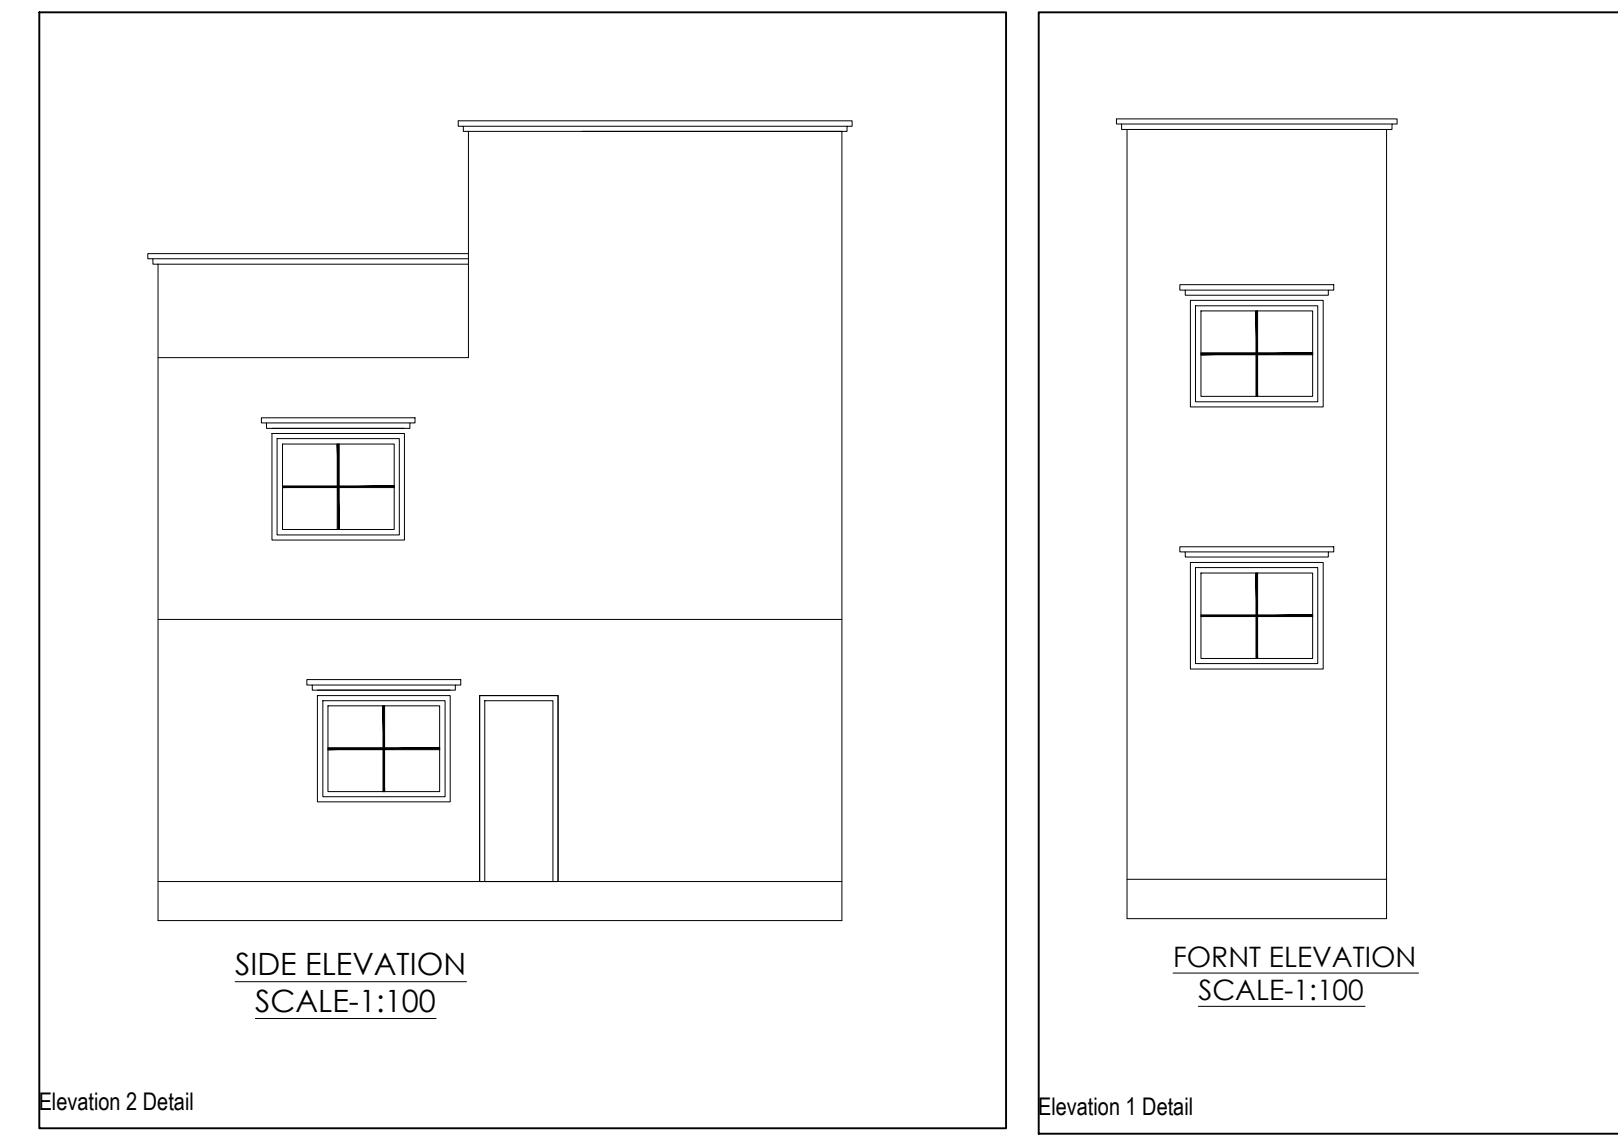 SIDE ELEVATION
SCALE-1:100
Elevation 2 Detail
FORNT ELEVATION
SCALE-1:100
Elevation 1 Detail